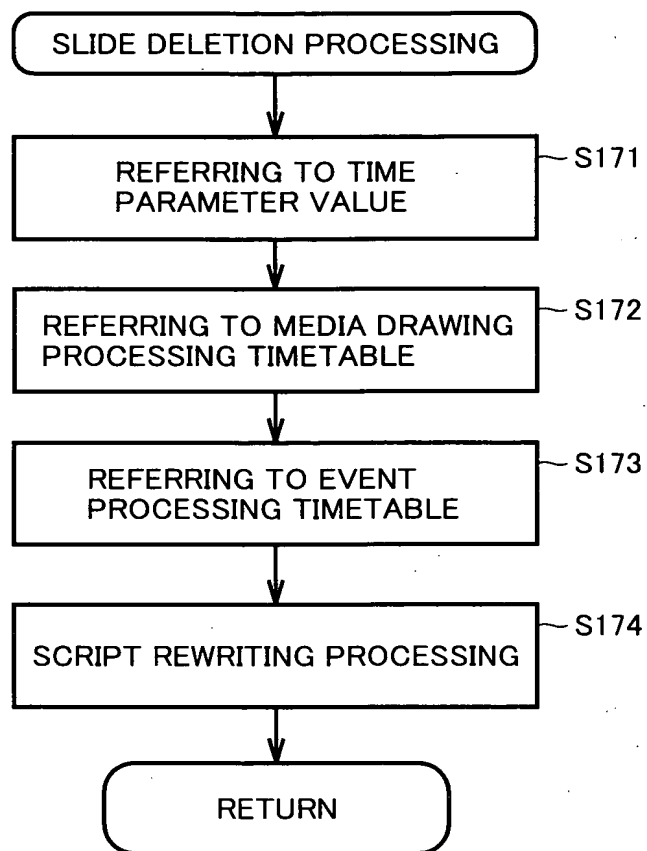 SLIDE DELETION PROCESSING
REFERRING TO TIME
PARAMETER VALUE
S171
REFERRING TO MEDIA DRAWING
PROCESSING TIMETABLE
S172
REFERRING TO EVENT
PROCESSING TIMETABLE
S173
SCRIPT REWRITING PROCESSING
S174
RETURN